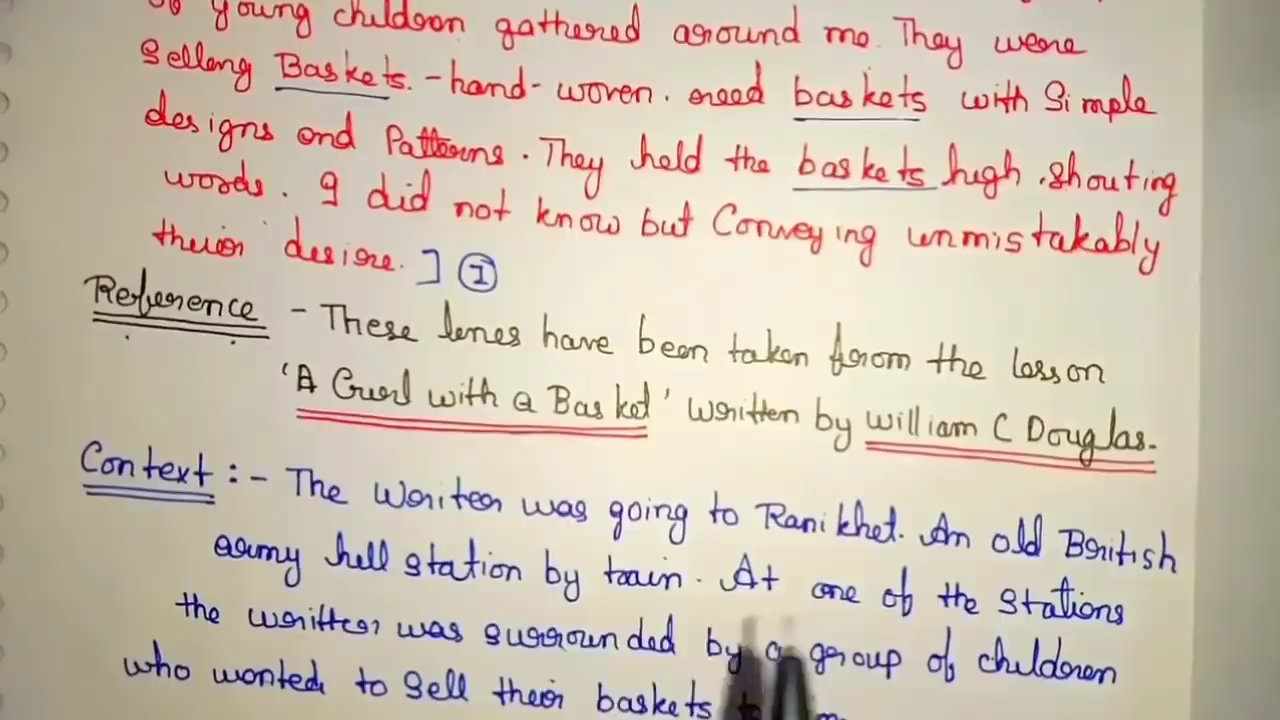 of young children gathered around me. They were
selling Baskets. - hand - woven. reed baskets with Simple
designs and Patterns. They held the baskets high. shouting
words. I did not know but Conveying unmistakably
their desire. ] ①
Reference - These lines have been taken from the lesson
'A Girl with a Basket' written by William C Douglas.
Context :- The Writer was going to Ranikhet. An old British
army hill station by train. At one of the stations
the writter was surrounded by a group of children
who wanted to sell their baskets